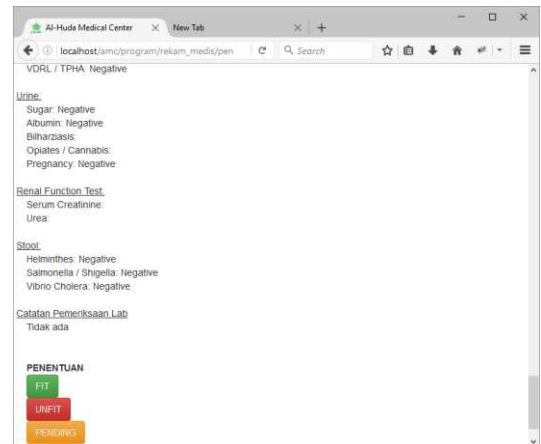 Al-Huda Medical Center
New Tab
localhost/amc/program/rekam_medis/pen
Search
VDRL / TPHA: Negative
Urine:
Sugar: Negative
Albumin: Negative
Bilharziasis:
Opiates / Cannabis:
Pregnancy: Negative
Renal Function Test:
Serum Creatinine:
Urea:
Stool:
Helminthes: Negative
Salmonella / Shigella: Negative
Vibrio Cholera: Negative
Catatan Pemeriksaan Lab
Tidak ada
PENENTUAN
FIT
UNFIT
PENDING